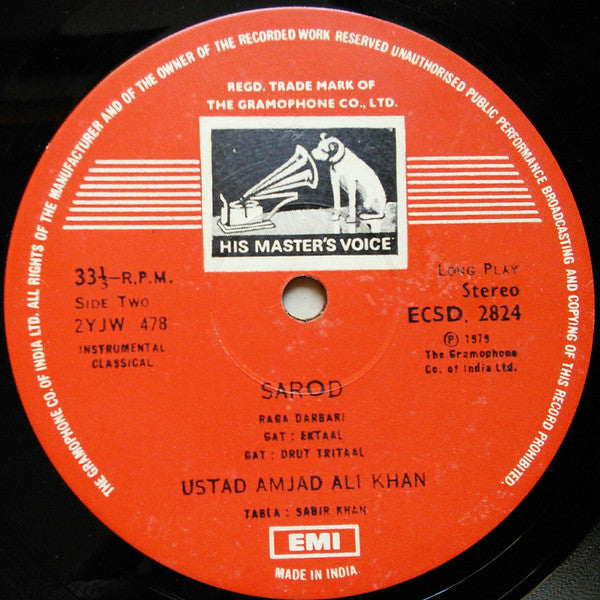 THE GRAMOPHONE CO. OF INDIA LTD. ALL RIGHTS OF THE MANUFACTURER AND OF THE OWNER OF THE RECORDED WORK RESERVED UNAUTHORISED PUBLIC PERFORMANCE BROADCASTING AND COPYING OF THIS RECORD PROHIBITED.
REGD. TRADE MARK OF
THE GRAMOPHONE CO., LTD.
HIS MASTER'S VOICE
33⅓-R.P.M.
Side Two
2YJW 478
INSTRUMENTAL
CLASSICAL
Long Play
Stereo
ECSD. 2824
Ⓟ 1979
The Gramophone
Co. of India Ltd.
SAROD
RAGA DARBARI
GAT : EKTAAL
GAT : DRUT TRITAAL
USTAD AMJAD ALI KHAN
TABLA : SABIR KHAN
EMI
MADE IN INDIA